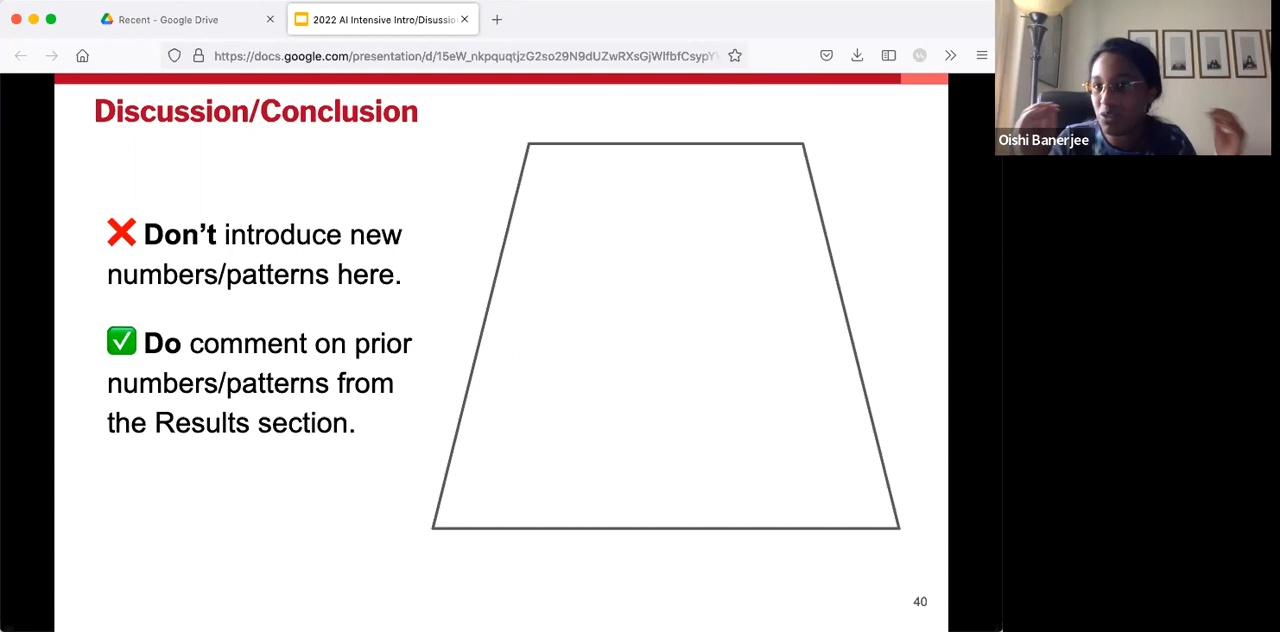 Recent - Google Drive
2022 AI Intensive Intro/Disussio
https://docs.google.com/presentation/d/15eW_nkpquqtjzG2so29N9dUZwRXsGjWlfbfCsypY
Oishi Banerjee
Discussion/Conclusion
❌ Don't introduce new
numbers/patterns here.
✅ Do comment on prior
numbers/patterns from
the Results section.
40